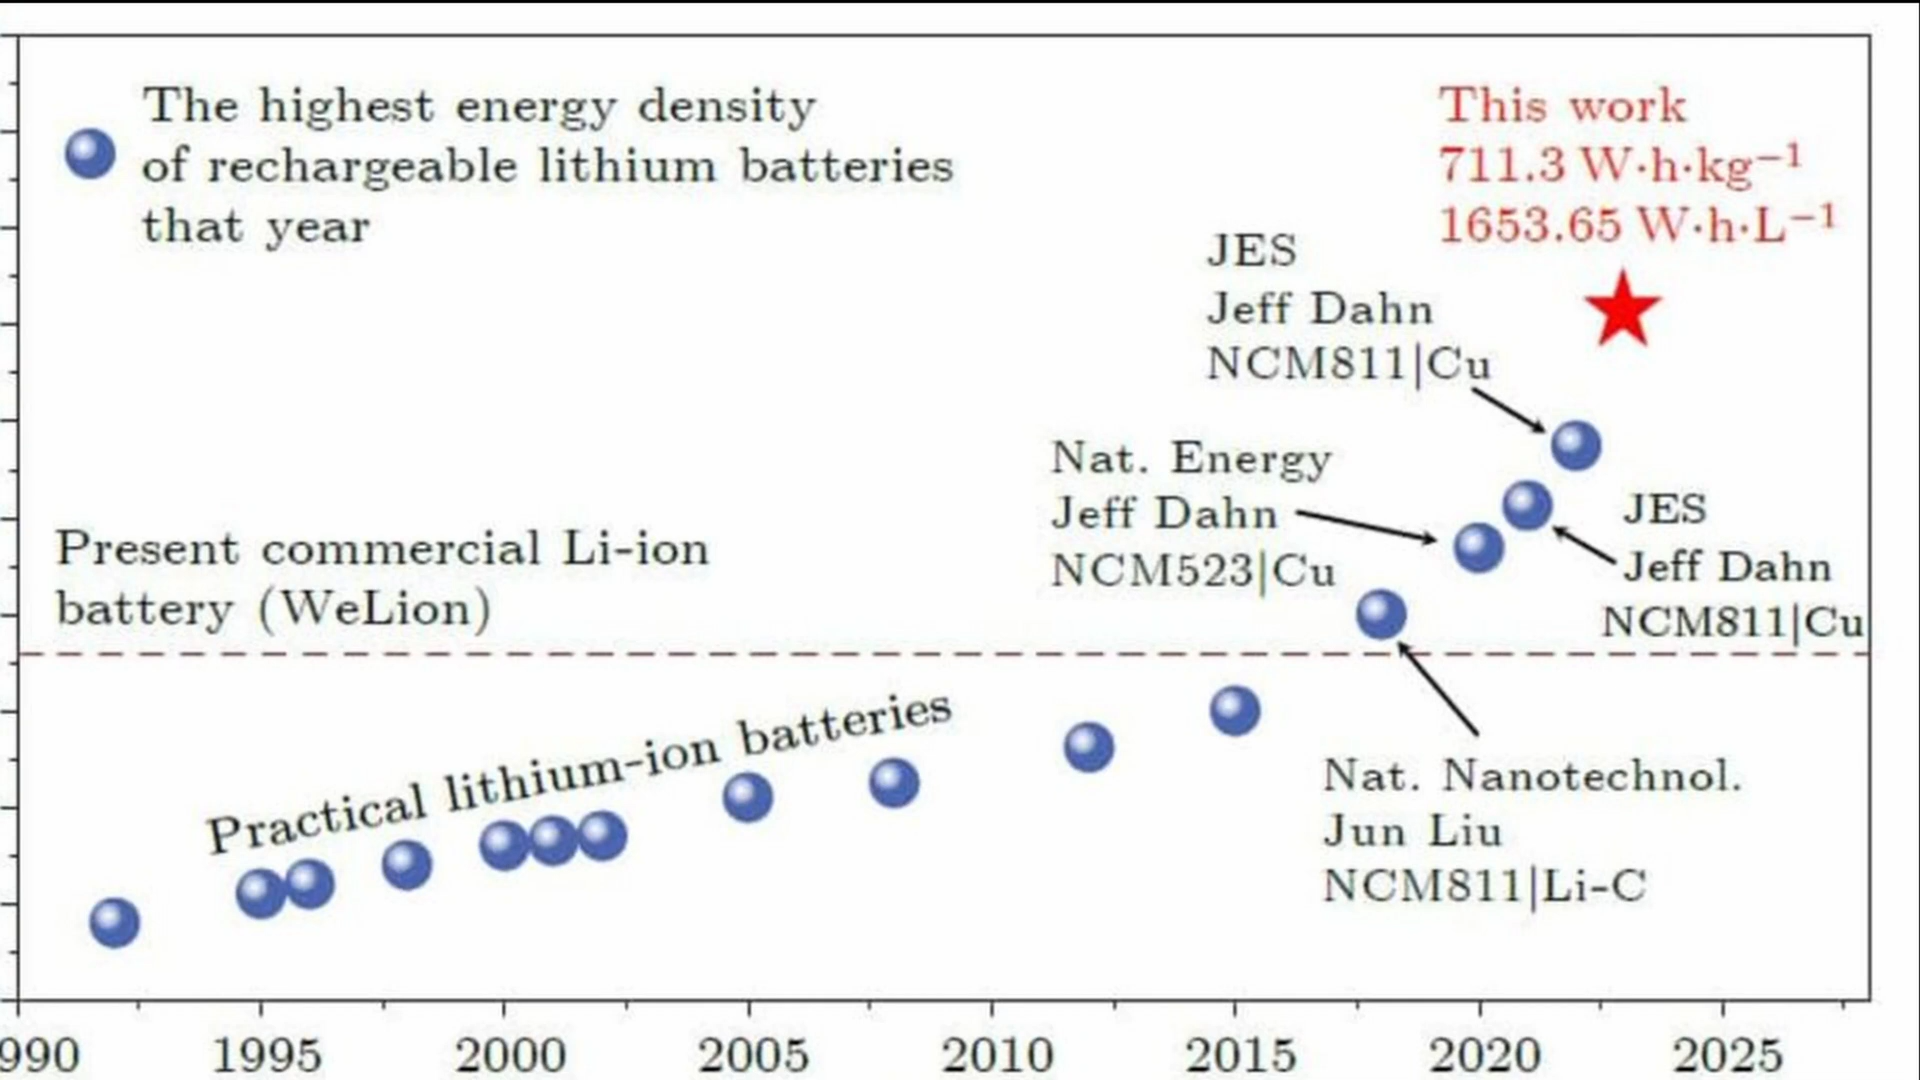 The highest energy density
of rechargeable lithium batteries
that year
This work
711.3 W·h·kg⁻¹
1653.65 W·h·L⁻¹
JES
Jeff Dahn
NCM811|Cu
Nat. Energy
Jeff Dahn
NCM523|Cu
JES
Jeff Dahn
NCM811|Cu
Present commercial Li-ion
battery (WeLion)
Practical lithium-ion batteries
Nat. Nanotechnol.
Jun Liu
NCM811|Li-C
990 1995 2000 2005 2010 2015 2020 2025